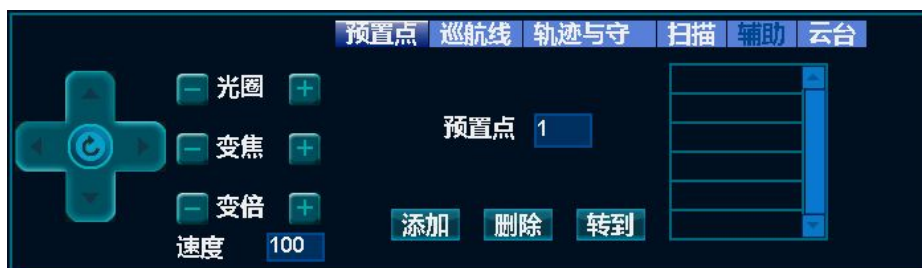 预置点 巡航线 轨迹与守 扫描 辅助 云台
光圈
预置点 1
变焦
变倍
添加 删除 转到
速度 100